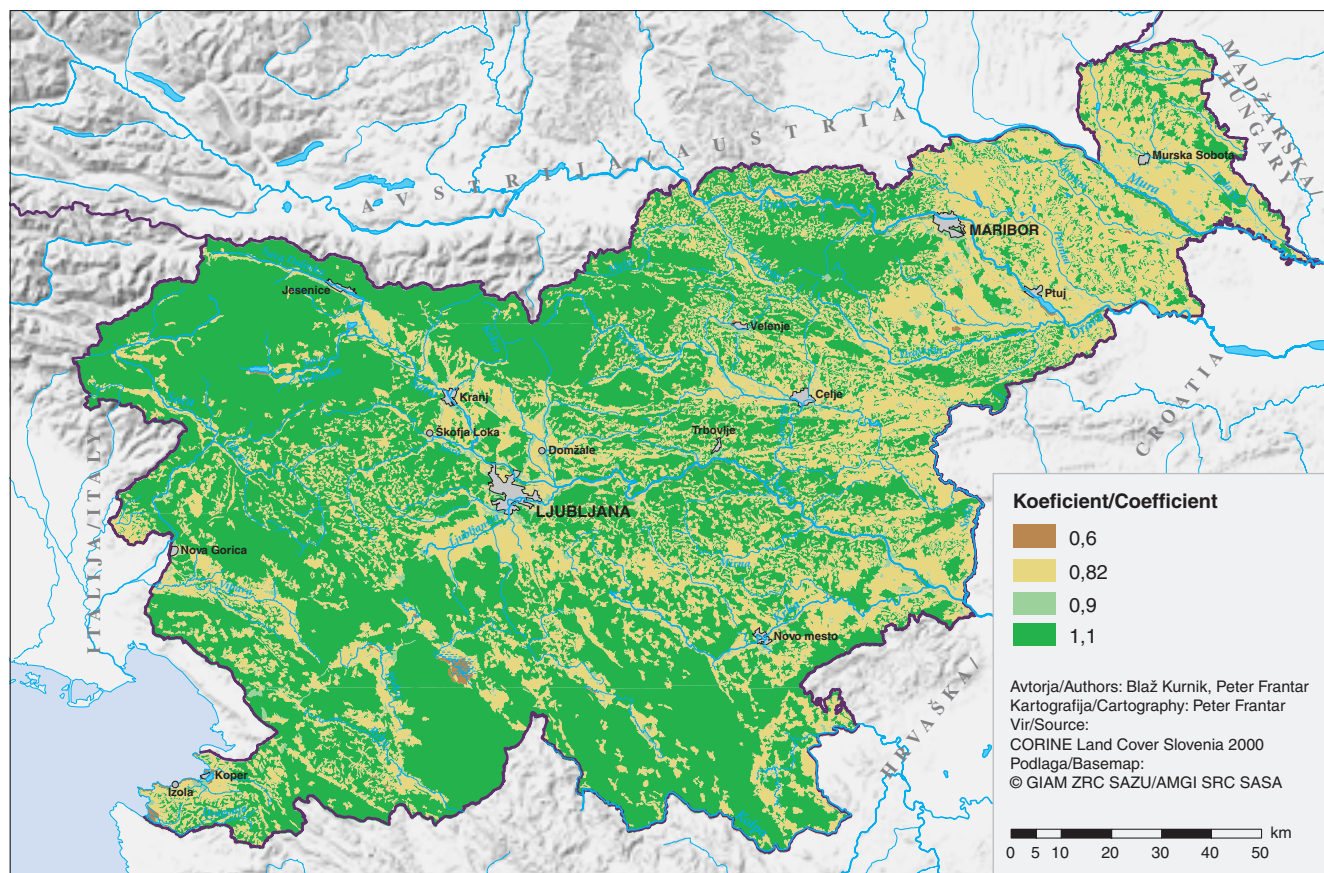 MADŽARSKA/
HUNGARY
AVSTRIJA/AUSTRIA
Murska Sobota
Mura
MARIBOR
Jesenice
Ptuj
Velenje
Kranj
Celje
Škofja Loka
Trbovlje
Domžale
CROATIA
ITALIJA/ITALY
LJUBLJANA
Nova Gorica
Mirna
Novo mesto
HRVAŠKA/
Koper
Izola
Kolpa
Koeficient/Coefficient
0,6
0,82
0,9
1,1
Avtorja/Authors: Blaž Kurnik, Peter Frantar
Kartografija/Cartography: Peter Frantar
Vir/Source:
CORINE Land Cover Slovenia 2000
Podlaga/Basemap:
© GIAM ZRC SAZU/AMGI SRC SASA
km
0 5 10 20 30 40 50